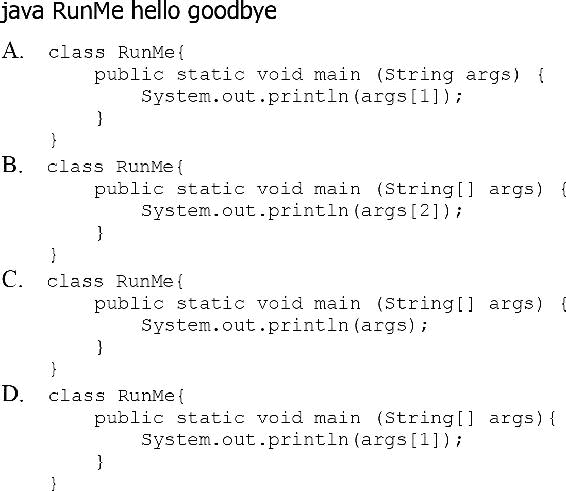 java RunMe hello goodbye
A. class RunMe{
public static void main (String args) {
System.out.println(args[1]);
}
}
B. class RunMe{
public static void main (String[] args) {
System.out.println(args[2]);
}
}
C. class RunMe{
public static void main (String[] args) {
System.out.println(args);
}
}
D. class RunMe{
public static void main (String[] args){
System.out.println(args[1]);
}
}